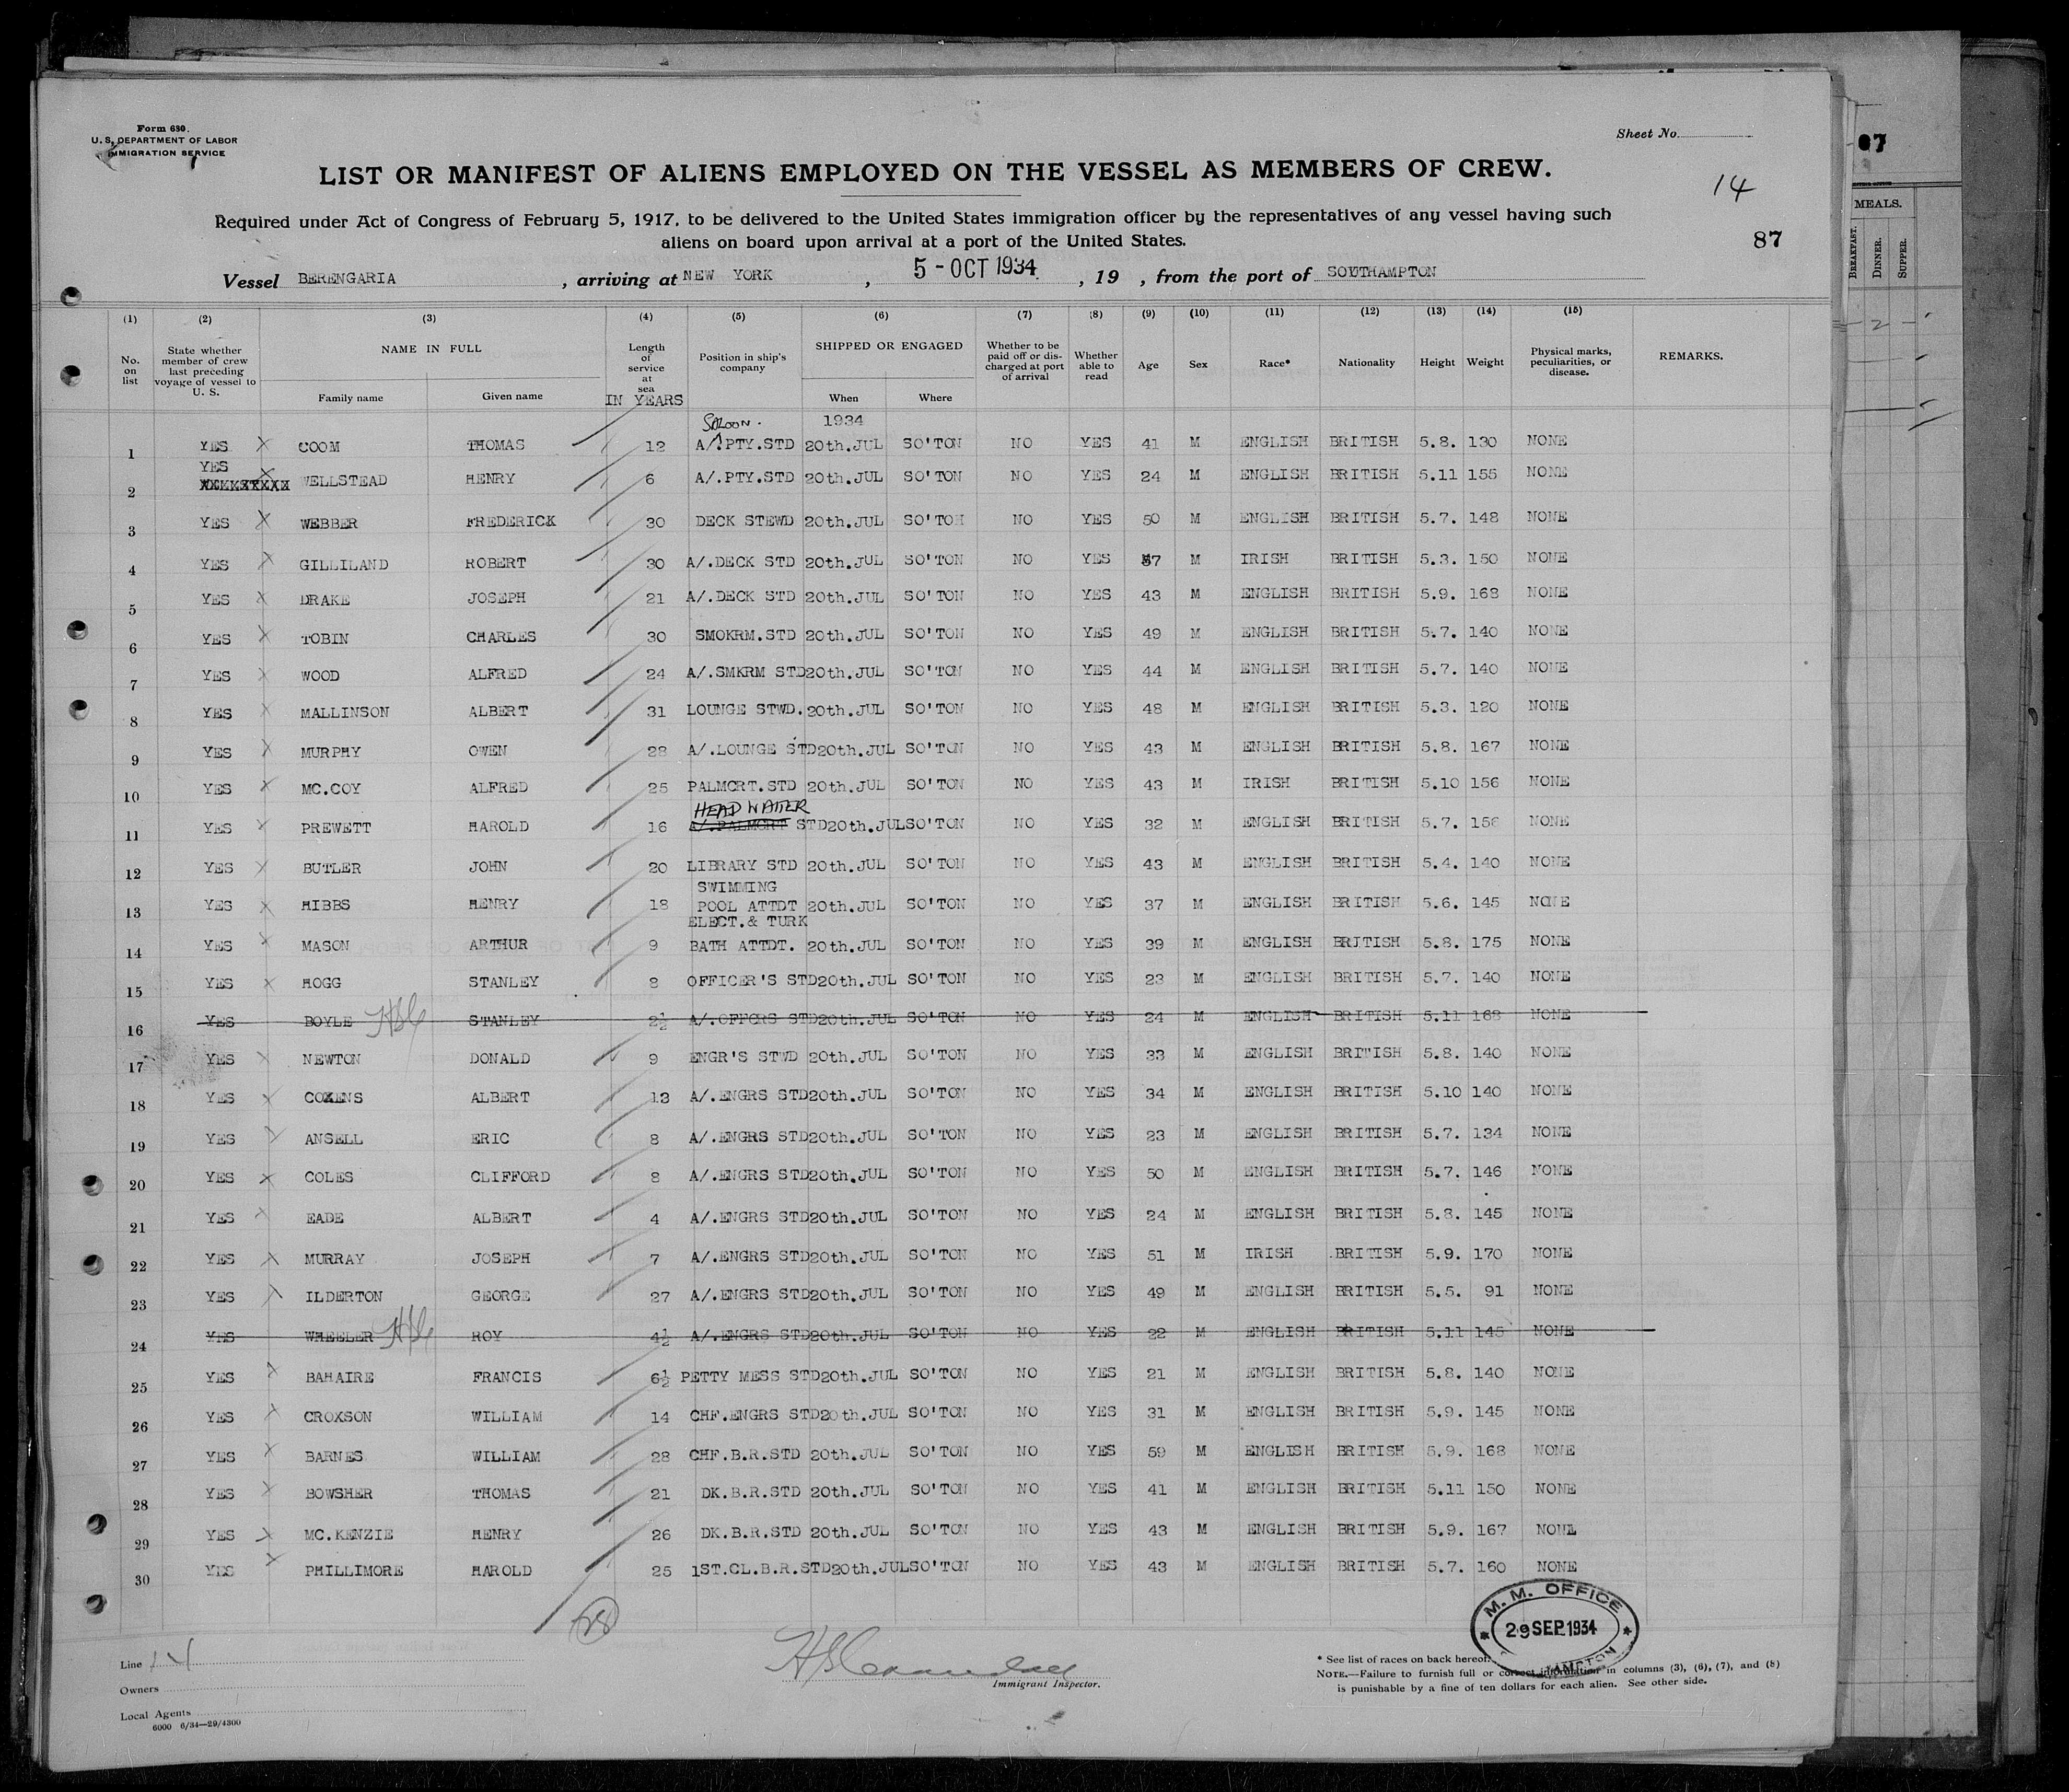 Form 680.
U. S. DEPARTMENT OF LABOR
IMMIGRATION SERVICE
Sheet No.
LIST OR MANIFEST OF ALIENS EMPLOYED ON THE VESSEL AS MEMBERS OF CREW.
14
Required under Act of Congress of February 5, 1917, to be delivered to the United States immigration officer by the representatives of any vessel having such
aliens on board upon arrival at a port of the United States.
87
Vessel BERENGARIA , arriving at NEW YORK , 5 - OCT 1934 , 19 , from the port of SOUTHAMPTON
(1) (2) (3) (4) (5) (6) (7) (8) (9) (10) (11) (12) (13) (14) (15)
No. on list State whether member of crew last preceding voyage of vessel to U. S. NAME IN FULL Family name Given name Length of service at sea IN YEARS Position in ship's company SHIPPED OR ENGAGED When Where Whether to be paid off or discharged at port of arrival Whether able to read Age Sex Race* Nationality Height Weight Physical marks, peculiarities, or disease. REMARKS.
SALOON. 1934
1 YES COOM THOMAS 12 A/.PTY.STD 20th.JUL SO'TON NO YES 41 M ENGLISH BRITISH 5.8. 130 NONE
2 YES WELLSTEAD HENRY 6 A/.PTY.STD 20th.JUL SO'TON NO YES 24 M ENGLISH BRITISH 5.11 155 NONE
3 YES WEBBER FREDERICK 30 DECK STEWD 20th.JUL SO'TON NO YES 50 M ENGLISH BRITISH 5.7. 148 NONE
4 YES GILLILAND ROBERT 30 A/.DECK STD 20th.JUL SO'TON NO YES 57 M IRISH BRITISH 5.3. 150 NONE
5 YES DRAKE JOSEPH 21 A/.DECK STD 20th.JUL SO'TON NO YES 43 M ENGLISH BRITISH 5.9. 168 NONE
6 YES TOBIN CHARLES 30 SMOKRM.STD 20th.JUL SO'TON NO YES 49 M ENGLISH BRITISH 5.7. 140 NONE
7 YES WOOD ALFRED 24 A/.SMKRM STD 20th.JUL SO'TON NO YES 44 M ENGLISH BRITISH 5.7. 140 NONE
8 YES MALLINSON ALBERT 31 LOUNGE STWD. 20th.JUL SO'TON NO YES 48 M ENGLISH BRITISH 5.3. 120 NONE
9 YES MURPHY OWEN 28 A/.LOUNGE STD 20th.JUL SO'TON NO YES 43 M ENGLISH BRITISH 5.8. 167 NONE
10 YES MC.COY ALFRED 25 PALMCRT.STD 20th.JUL SO'TON NO YES 43 M IRISH BRITISH 5.10 156 NONE
HEAD WAITER
11 YES PREWETT HAROLD 16 A/.PALMCRT STD 20th.JUL SO'TON NO YES 32 M ENGLISH BRITISH 5.7. 156 NONE
12 YES BUTLER JOHN 20 LIBRARY STD 20th.JUL SO'TON NO YES 43 M ENGLISH BRITISH 5.4. 140 NONE
SWIMMING
13 YES HIBBS HENRY 18 POOL ATTDT 20th.JUL SO'TON NO YES 37 M ENGLISH BRITISH 5.6. 145 NONE
ELECT.& TURK
14 YES MASON ARTHUR 9 BATH ATTDT. 20th.JUL SO'TON NO YES 39 M ENGLISH BRITISH 5.8. 175 NONE
15 YES HOGG STANLEY 8 OFFICER'S STD 20th.JUL SO'TON NO YES 23 M ENGLISH BRITISH 5.7. 140 NONE
16 YES BOYLE STANLEY 2½ A/.OFFCRS STD 20th.JUL SO'TON NO YES 24 M ENGLISH BRITISH 5.11 168 NONE
17 YES NEWTON DONALD 9 ENGR'S STWD 20th.JUL SO'TON NO YES 33 M ENGLISH BRITISH 5.8. 140 NONE
18 YES ALBERT 13 A/.ENGRS STD 20th.JUL SO'TON NO YES 34 M ENGLISH BRITISH 5.10 140 NONE
19 YES ANSELL ERIC 8 A/.ENGRS STD 20th.JUL SO'TON NO YES 23 M ENGLISH BRITISH 5.7. 134 NONE
20 YES COLES CLIFFORD 8 A/.ENGRS STD 20th.JUL SO'TON NO YES 50 M ENGLISH BRITISH 5.7. 146 NONE
21 YES EADE ALBERT 4 A/.ENGRS STD 20th.JUL SO'TON NO YES 24 M ENGLISH BRITISH 5.8. 145 NONE
22 YES MURRAY JOSEPH 7 A/.ENGRS STD 20th.JUL SO'TON NO YES 51 M IRISH BRITISH 5.9. 170 NONE
23 YES ILDERTON GEORGE 27 A/.ENGRS STD 20th.JUL SO'TON NO YES 49 M ENGLISH BRITISH 5.5. 91 NONE
24 YES WHEELER ROY 4½ A/.ENGRS STD 20th.JUL SO'TON NO YES 22 M ENGLISH BRITISH 5.11 145 NONE
25 YES BAHAIRE FRANCIS 6½ PETTY MESS STD 20th.JUL SO'TON NO YES 21 M ENGLISH BRITISH 5.8. 140 NONE
26 YES CROXSON WILLIAM 14 CHF.ENGRS STD 20th.JUL SO'TON NO YES 31 M ENGLISH BRITISH 5.9. 145 NONE
27 YES BARNES WILLIAM 28 CHF.B.R.STD 20th.JUL SO'TON NO YES 59 M ENGLISH BRITISH 5.9. 168 NONE
28 YES BOWSHER THOMAS 21 DK.B.R.STD 20th.JUL SO'TON NO YES 41 M ENGLISH BRITISH 5.11 150 NONE
29 YES MC.KENZIE HENRY 26 DK.B.R.STD 20th.JUL SO'TON NO YES 43 M ENGLISH BRITISH 5.9. 167 NONE
30 YES PHILLIMORE HAROLD 25 1ST.CL.B.R.STD 20th.JUL SO'TON NO YES 43 M ENGLISH BRITISH 5.7. 160 NONE
28
M. M. OFFICE
29 SEP 1934
Line 14
Owners
Local Agents
6000 6/34—29/4300
Immigrant Inspector.
* See list of races on back hereof.
NOTE.—Failure to furnish full or correct information in columns (3), (6), (7), and (8)
is punishable by a fine of ten dollars for each alien. See other side.
87
MEALS.
BREAKFAST.
DINNER.
SUPPER.
2